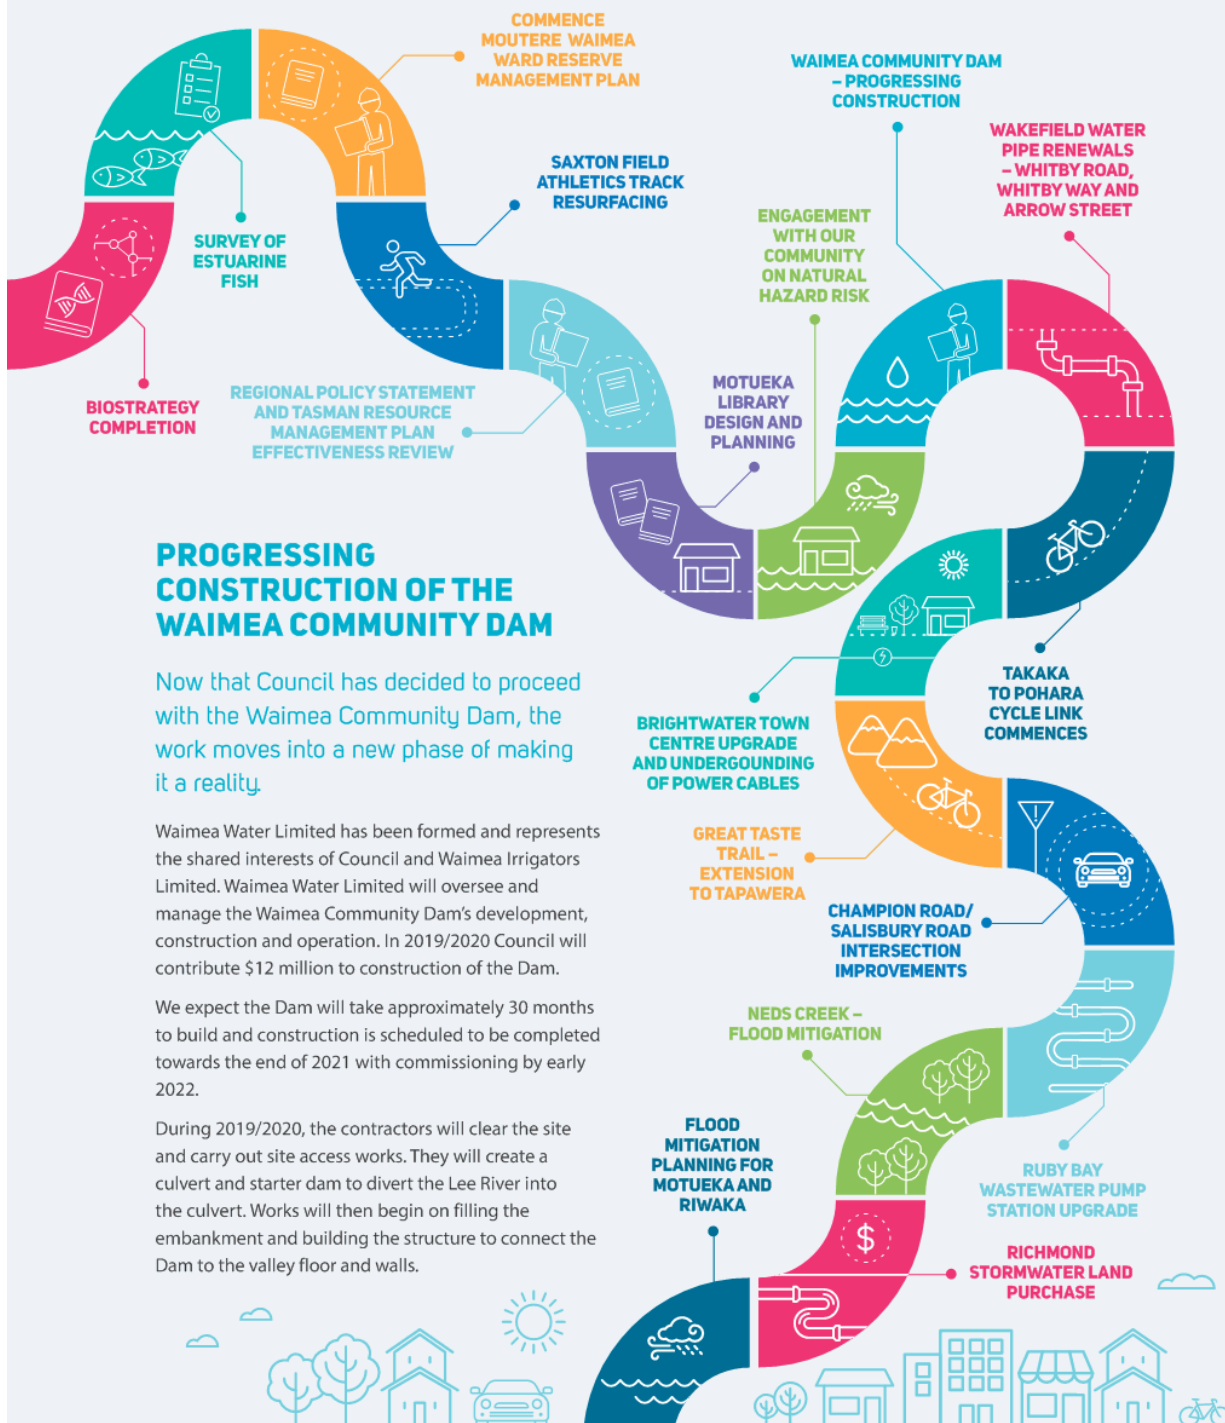 COMMENCE
MOUTERE WAIMEA
WARD RESERVE
MANAGEMENT PLAN
WAIMEA COMMUNITY DAM
– PROGRESSING
CONSTRUCTION
WAKEFIELD WATER
PIPE RENEWALS
– WHITBY ROAD,
WHITBY WAY AND
ARROW STREET
SAXTON FIELD
ATHLETICS TRACK
RESURFACING
ENGAGEMENT
WITH OUR
COMMUNITY
ON NATURAL
HAZARD RISK
SURVEY OF
ESTUARINE
FISH
BIOSTRATEGY
COMPLETION
REGIONAL POLICY STATEMENT
AND TASMAN RESOURCE
MANAGEMENT PLAN
EFFECTIVENESS REVIEW
MOTUEKA
LIBRARY
DESIGN AND
PLANNING
PROGRESSING
CONSTRUCTION OF THE
WAIMEA COMMUNITY DAM
Now that Council has decided to proceed
with the Waimea Community Dam, the
work moves into a new phase of making
it a reality.
Waimea Water Limited has been formed and represents
the shared interests of Council and Waimea Irrigators
Limited. Waimea Water Limited will oversee and
manage the Waimea Community Dam's development,
construction and operation. In 2019/2020 Council will
contribute $12 million to construction of the Dam.
We expect the Dam will take approximately 30 months
to build and construction is scheduled to be completed
towards the end of 2021 with commissioning by early
2022.
During 2019/2020, the contractors will clear the site
and carry out site access works. They will create a
culvert and starter dam to divert the Lee River into
the culvert. Works will then begin on filling the
embankment and building the structure to connect the
Dam to the valley floor and walls.
TAKAKA
TO POHARA
CYCLE LINK
COMMENCES
BRIGHTWATER TOWN
CENTRE UPGRADE
AND UNDERGOUNDING
OF POWER CABLES
GREAT TASTE
TRAIL –
EXTENSION
TO TAPAWERA
CHAMPION ROAD/
SALISBURY ROAD
INTERSECTION
IMPROVEMENTS
NEDS CREEK –
FLOOD MITIGATION
FLOOD
MITIGATION
PLANNING FOR
MOTUEKA AND
RIWAKA
RUBY BAY
WASTEWATER PUMP
STATION UPGRADE
$
RICHMOND
STORMWATER LAND
PURCHASE